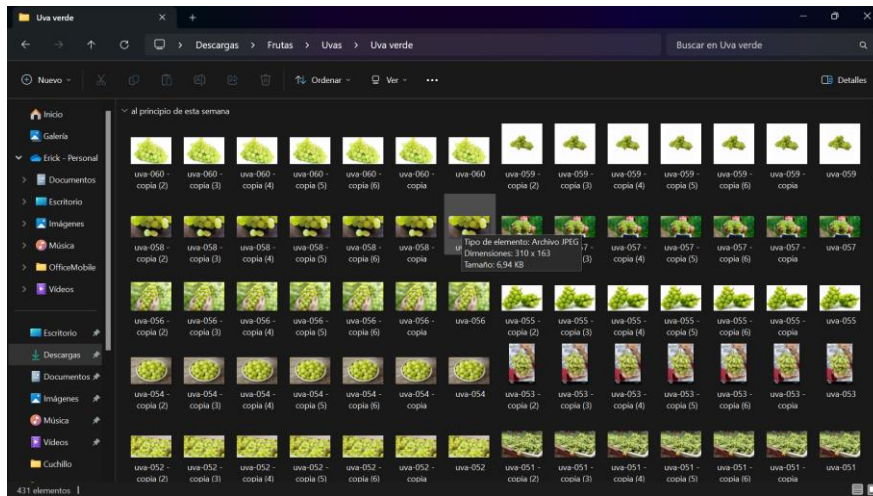 Uva verde
Descargas > Frutas > Uvas > Uva verde
Buscar en Uva verde
Nuevo
Ordenar
Ver
Detalles
Inicio
Galería
Erick - Personal
Documentos
Escritorio
Imágenes
Música
OfficeMobile
Vídeos
Escritorio
Descargas
Documentos
Imágenes
Música
Vídeos
Cuchillo
al principio de esta semana
uva-060 - copia (2)
uva-060 - copia (3)
uva-060 - copia (4)
uva-060 - copia (5)
uva-060 - copia (6)
uva-060 - copia
uva-060
uva-059 - copia (2)
uva-059 - copia (3)
uva-059 - copia (4)
uva-059 - copia (5)
uva-059 - copia (6)
uva-059 - copia
uva-059
uva-058 - copia (2)
uva-058 - copia (3)
uva-058 - copia (4)
uva-058 - copia (5)
uva-058 - copia (6)
uva-058 - copia
Tipo de elemento: Archivo JPEG
Dimensiones: 310 x 163
Tamaño: 6,94 KB
uva-057 - copia (4)
uva-057 - copia (5)
uva-057 - copia (6)
uva-057 - copia
uva-057
uva-056 - copia (2)
uva-056 - copia (3)
uva-056 - copia (4)
uva-056 - copia (5)
uva-056 - copia (6)
uva-056 - copia
uva-056
uva-055 - copia (2)
uva-055 - copia (3)
uva-055 - copia (4)
uva-055 - copia (5)
uva-055 - copia (6)
uva-055 - copia
uva-055
uva-054 - copia (2)
uva-054 - copia (3)
uva-054 - copia (4)
uva-054 - copia (5)
uva-054 - copia (6)
uva-054 - copia
uva-054
uva-053 - copia (2)
uva-053 - copia (3)
uva-053 - copia (4)
uva-053 - copia (5)
uva-053 - copia (6)
uva-053 - copia
uva-053
uva-052 - copia (2)
uva-052 - copia (3)
uva-052 - copia (4)
uva-052 - copia (5)
uva-052 - copia (6)
uva-052 - copia
uva-052
uva-051 - copia (2)
uva-051 - copia (3)
uva-051 - copia (4)
uva-051 - copia (5)
uva-051 - copia (6)
uva-051 - copia
uva-051
431 elementos